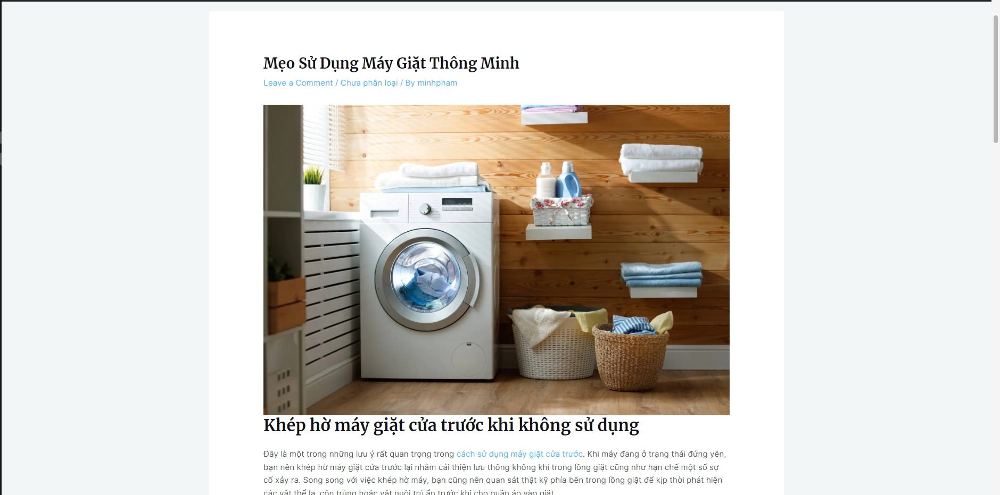 Mẹo Sử Dụng Máy Giặt Thông Minh
Leave a Comment / Chưa phân loại / By minhpham
Khép hờ máy giặt cửa trước khi không sử dụng
Đây là một trong những lưu ý rất quan trọng trong cách sử dụng máy giặt cửa trước. Khi máy đang ở trạng thái đứng yên,
bạn nên khép hờ máy giặt cửa trước lại nhằm cải thiện lưu thông không khí trong lồng giặt cũng như hạn chế một số sự
cố xảy ra. Song song với việc khép hờ máy, bạn cũng nên quan sát thật kỹ phía bên trong lồng giặt để kịp thời phát hiện
các vật thể lạ, côn trùng hoặc vật nuôi trú ẩn trước khi cho quần áo vào giặt.